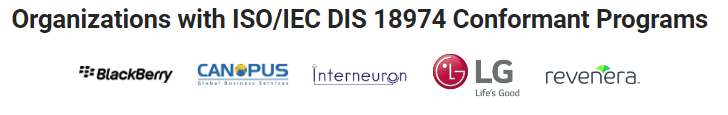 Organizations with ISO/IEC DIS 18974 Conformant Programs
BlackBerry
CANOPUS
Global Business Services
Interneuron
LG
Life's Good
revenera.